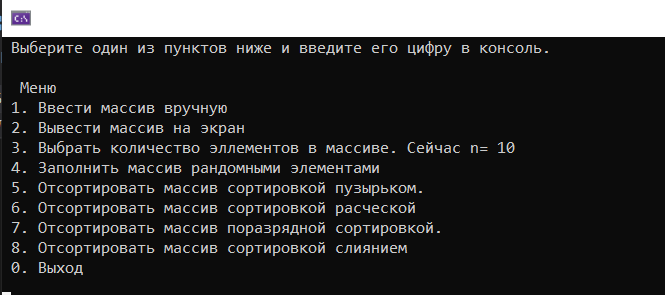 C:\
Выберите один из пунктов ниже и введите его цифру в консоль.
Меню
1. Ввести массив вручную
2. Вывести массив на экран
3. Выбрать количество эллементов в массиве. Сейчас n= 10
4. Заполнить массив рандомными элементами
5. Отсортировать массив сортировкой пузырьком.
6. Отсортировать массив сортировкой расческой
7. Отсортировать массив поразрядной сортировкой.
8. Отсортировать массив сортировкой слиянием
0. Выход